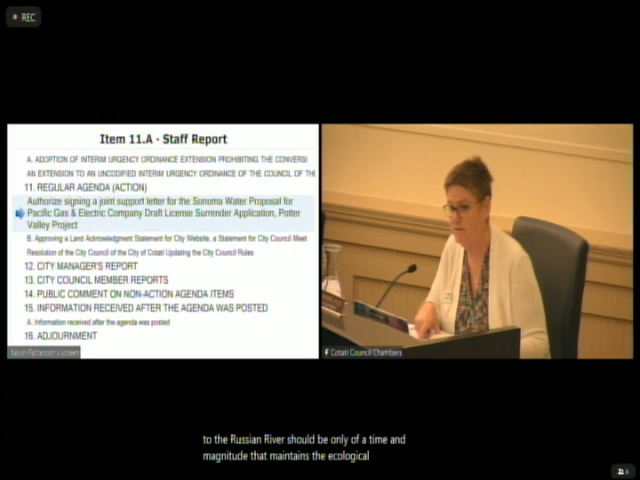 REC
Item 11.A - Staff Report
A. ADOPTION OF INTERIM URGENCY ORDINANCE EXTENSION PROHIBITING THE CONVERSI
AN EXTENSION TO AN UNCODIFIED INTERIM URGENCY ORDINANCE OF THE COUNCIL OF THE
11. REGULAR AGENDA (ACTION)
Authorize signing a joint support letter for the Sonoma Water Proposal for
Pacific Gas & Electric Company Draft License Surrender Application, Potter
Valley Project
B. Approving a Land Acknowledgment Statement for City Website, a Statement for City Council Meet
Resolution of the City Council of the City of Cotati Updating the City Council Rules
12. CITY MANAGER'S REPORT
13. CITY COUNCIL MEMBER REPORTS
14. PUBLIC COMMENT ON NON-ACTION AGENDA ITEMS
15. INFORMATION RECEIVED AFTER THE AGENDA WAS POSTED
A. Information received after the agenda was posted
16. ADJOURNMENT
Kevin Patterson's screen
Cotati Council Chambers
to the Russian River should be only of a time and
magnitude that maintains the ecological